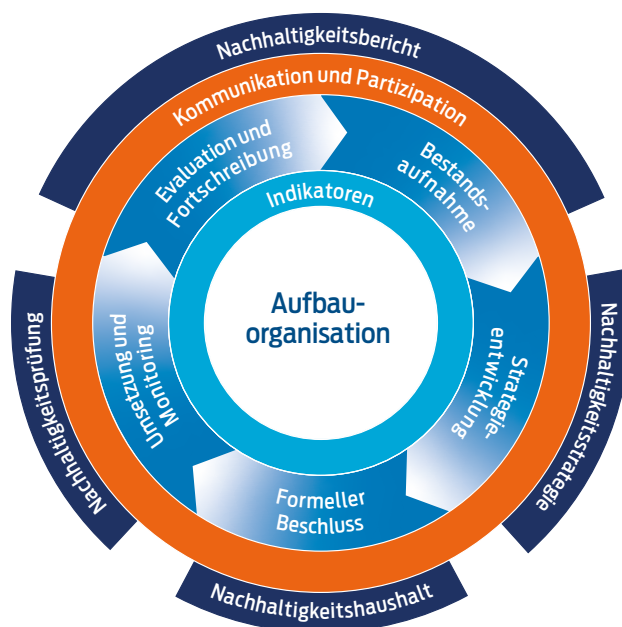 Nachhaltigkeitsbericht
Kommunikation und Partizipation
Evaluation und
Fortschreibung
Bestands-
aufnahme
Indikatoren
Aufbau-
organisation
Strategie-
entwicklung
Formeller
Beschluss
Umsetzung und
Monitoring
Nachhaltigkeitsprüfung
Nachhaltigkeitsstrategie
Nachhaltigkeitshaushalt